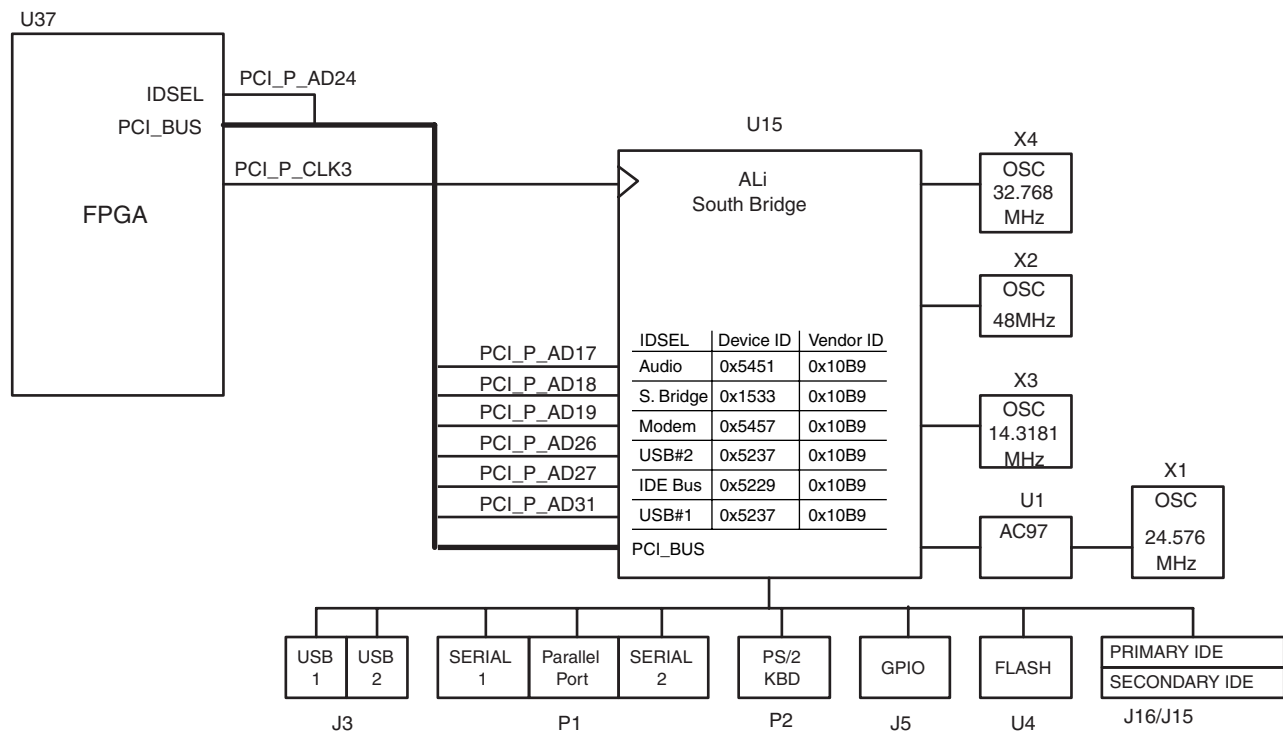 U37
IDSEL
PCI_BUS
FPGA
PCI_P_AD24
PCI_P_CLK3
U15
ALi
South Bridge
PCI_P_AD17
PCI_P_AD18
PCI_P_AD19
PCI_P_AD26
PCI_P_AD27
PCI_P_AD31
IDSEL Device ID Vendor ID
Audio 0x5451 0x10B9
S. Bridge 0x1533 0x10B9
Modem 0x5457 0x10B9
USB#2 0x5237 0x10B9
IDE Bus 0x5229 0x10B9
USB#1 0x5237 0x10B9
PCI_BUS
X4
OSC
32.768
MHz
X2
OSC
48MHz
X3
OSC
14.3181
MHz
U1
AC97
X1
OSC
24.576
MHz
USB
1
USB
2
J3
SERIAL
1
Parallel
Port
SERIAL
2
P1
PS/2
KBD
P2
GPIO
J5
FLASH
U4
PRIMARY IDE
SECONDARY IDE
J16/J15